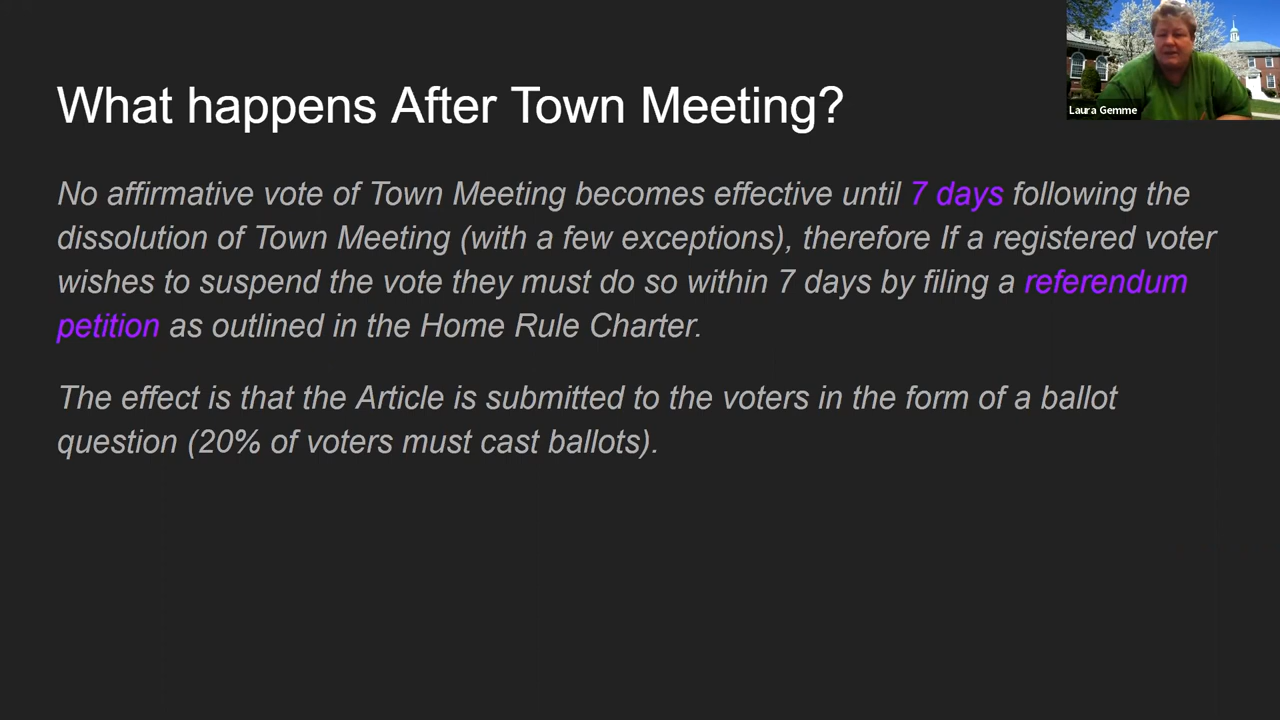 What happens After Town Meeting?
Laura Gemme
No affirmative vote of Town Meeting becomes effective until 7 days following the
dissolution of Town Meeting (with a few exceptions), therefore If a registered voter
wishes to suspend the vote they must do so within 7 days by filing a referendum
petition as outlined in the Home Rule Charter.
The effect is that the Article is submitted to the voters in the form of a ballot
question (20% of voters must cast ballots).